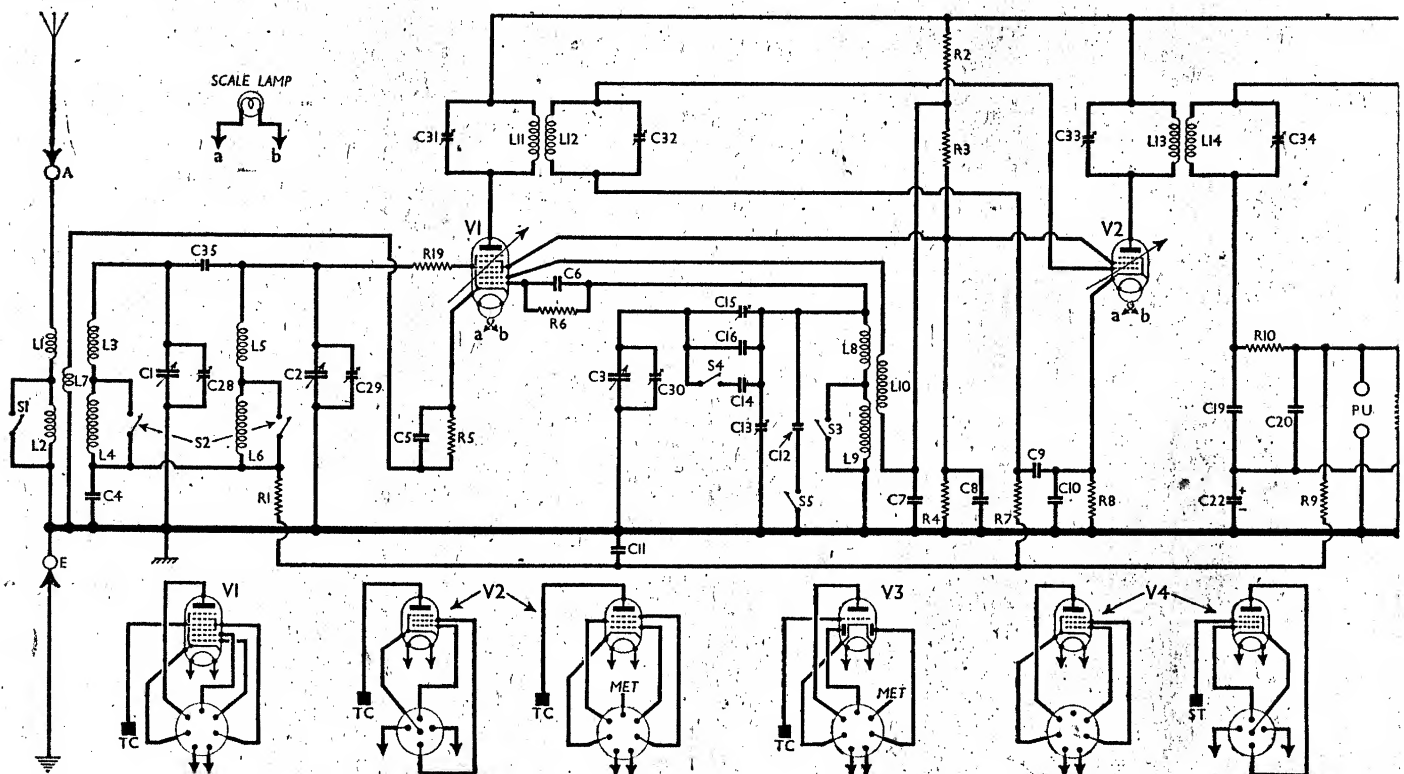 SCALE LAMP
a b
A
R2
C31
L11
L12
C32
R3
C33
L13
L14
C34
V1
V2
C35
R19
C6
R6
a b
a b
L1
L3
L7
C1
C28
L5
C2
C29
C3
C30
C15
C16
S4
C14
C13
L8
L10
R10
S1
L2
L4
S2
L6
C5
R5
C12
S3
L9
C19
C20
PU
C4
R1
S5
C7
R4
C8
R7
C9
C10
R8
C22
+
−
R9
E
C11
V1
V2
V3
V4
MET
MET
TC
TC
TC
TC
ST